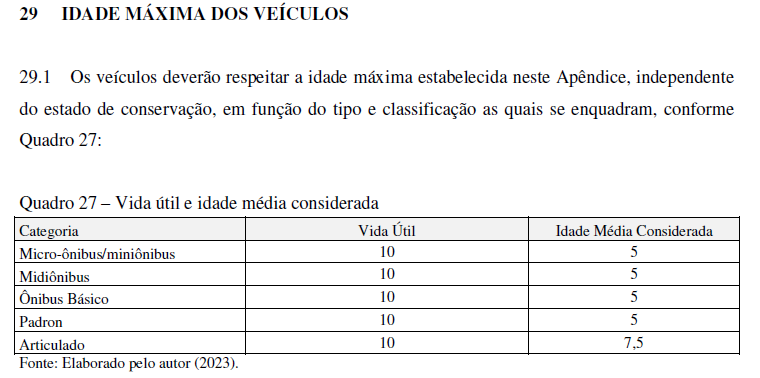 29 IDADE MÁXIMA DOS VEÍCULOS
29.1 Os veículos deverão respeitar a idade máxima estabelecida neste Apêndice, independente
do estado de conservação, em função do tipo e classificação as quais se enquadram, conforme
Quadro 27:
Quadro 27 – Vida útil e idade média considerada
Categoria Vida Útil Idade Média Considerada
Micro-ônibus/miniônibus 10 5
Midiônibus 10 5
Ônibus Básico 10 5
Padron 10 5
Articulado 10 7,5
Fonte: Elaborado pelo autor (2023).